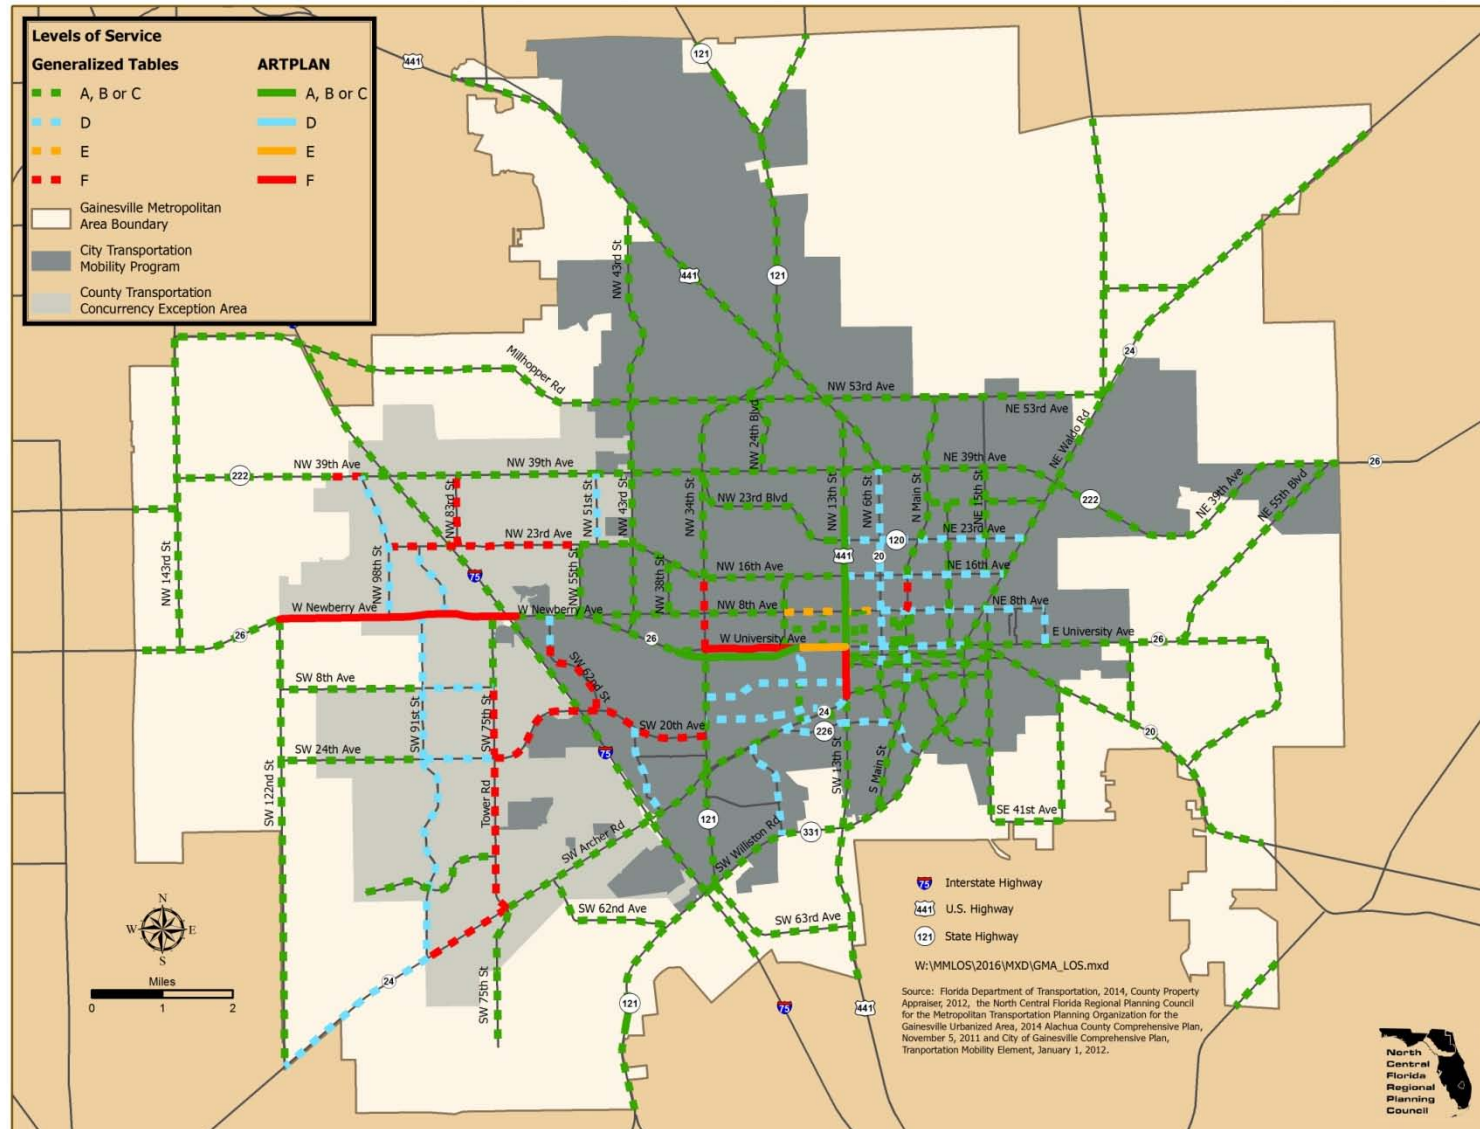 Levels of Service
Generalized Tables
ARTPLAN
A, B or C
A, B or C
D
D
E
E
F
F
Gainesville Metropolitan
Area Boundary
City Transportation
Mobility Program
County Transportation
Concurrency Exception Area
441
121
NW 43rd St
441
121
24
Millhopper Rd
NW 53rd Ave
NE 53rd Ave
NW 24th Blvd
NE Waldo Rd
222
NW 39th Ave
NW 39th Ave
NE 39th Ave
26
NW 83rd St
NW 51st St
NW 43rd St
NW 34th St
NW 23rd Blvd
NW 13th St
NW 6th St
N Main St
NE 15th St
222
NE 39th Ave
NE 55th Blvd
NW 143rd St
NW 98th St
NW 23rd Ave
441
20
120
NE 23rd Ave
75
NW 55th St
NW 38th St
NW 16th Ave
NE 16th Ave
W Newberry Ave
W Newberry Ave
NW 8th Ave
NE 8th Ave
26
26
W University Ave
E University Ave
26
SW 8th Ave
SW 62nd St
SW 91st St
SW 75th St
SW 20th Ave
24
226
20
SW 24th Ave
75
SW 122nd St
Tower Rd
SW 13th St
S Main St
SE 41st Ave
121
331
SW Archer Rd
SW Williston Rd
SW 62nd Ave
SW 63rd Ave
24
SW 75th St
121
75
441
N
W
E
S
Miles
0
1
2
75
Interstate Highway
441
U.S. Highway
121
State Highway
W:\MMLOS\2016\MXD\GMA_LOS.mxd
Source: Florida Department of Transportation, 2014, County Property
Appraiser, 2012, the North Central Florida Regional Planning Council
for the Metropolitan Transportation Planning Organization for the
Gainesville Urbanized Area, 2014 Alachua County Comprehensive Plan,
November 5, 2011 and City of Gainesville Comprehensive Plan,
Tranportation Mobility Element, January 1, 2012.
North
Central
Florida
Regional
Planning
Council